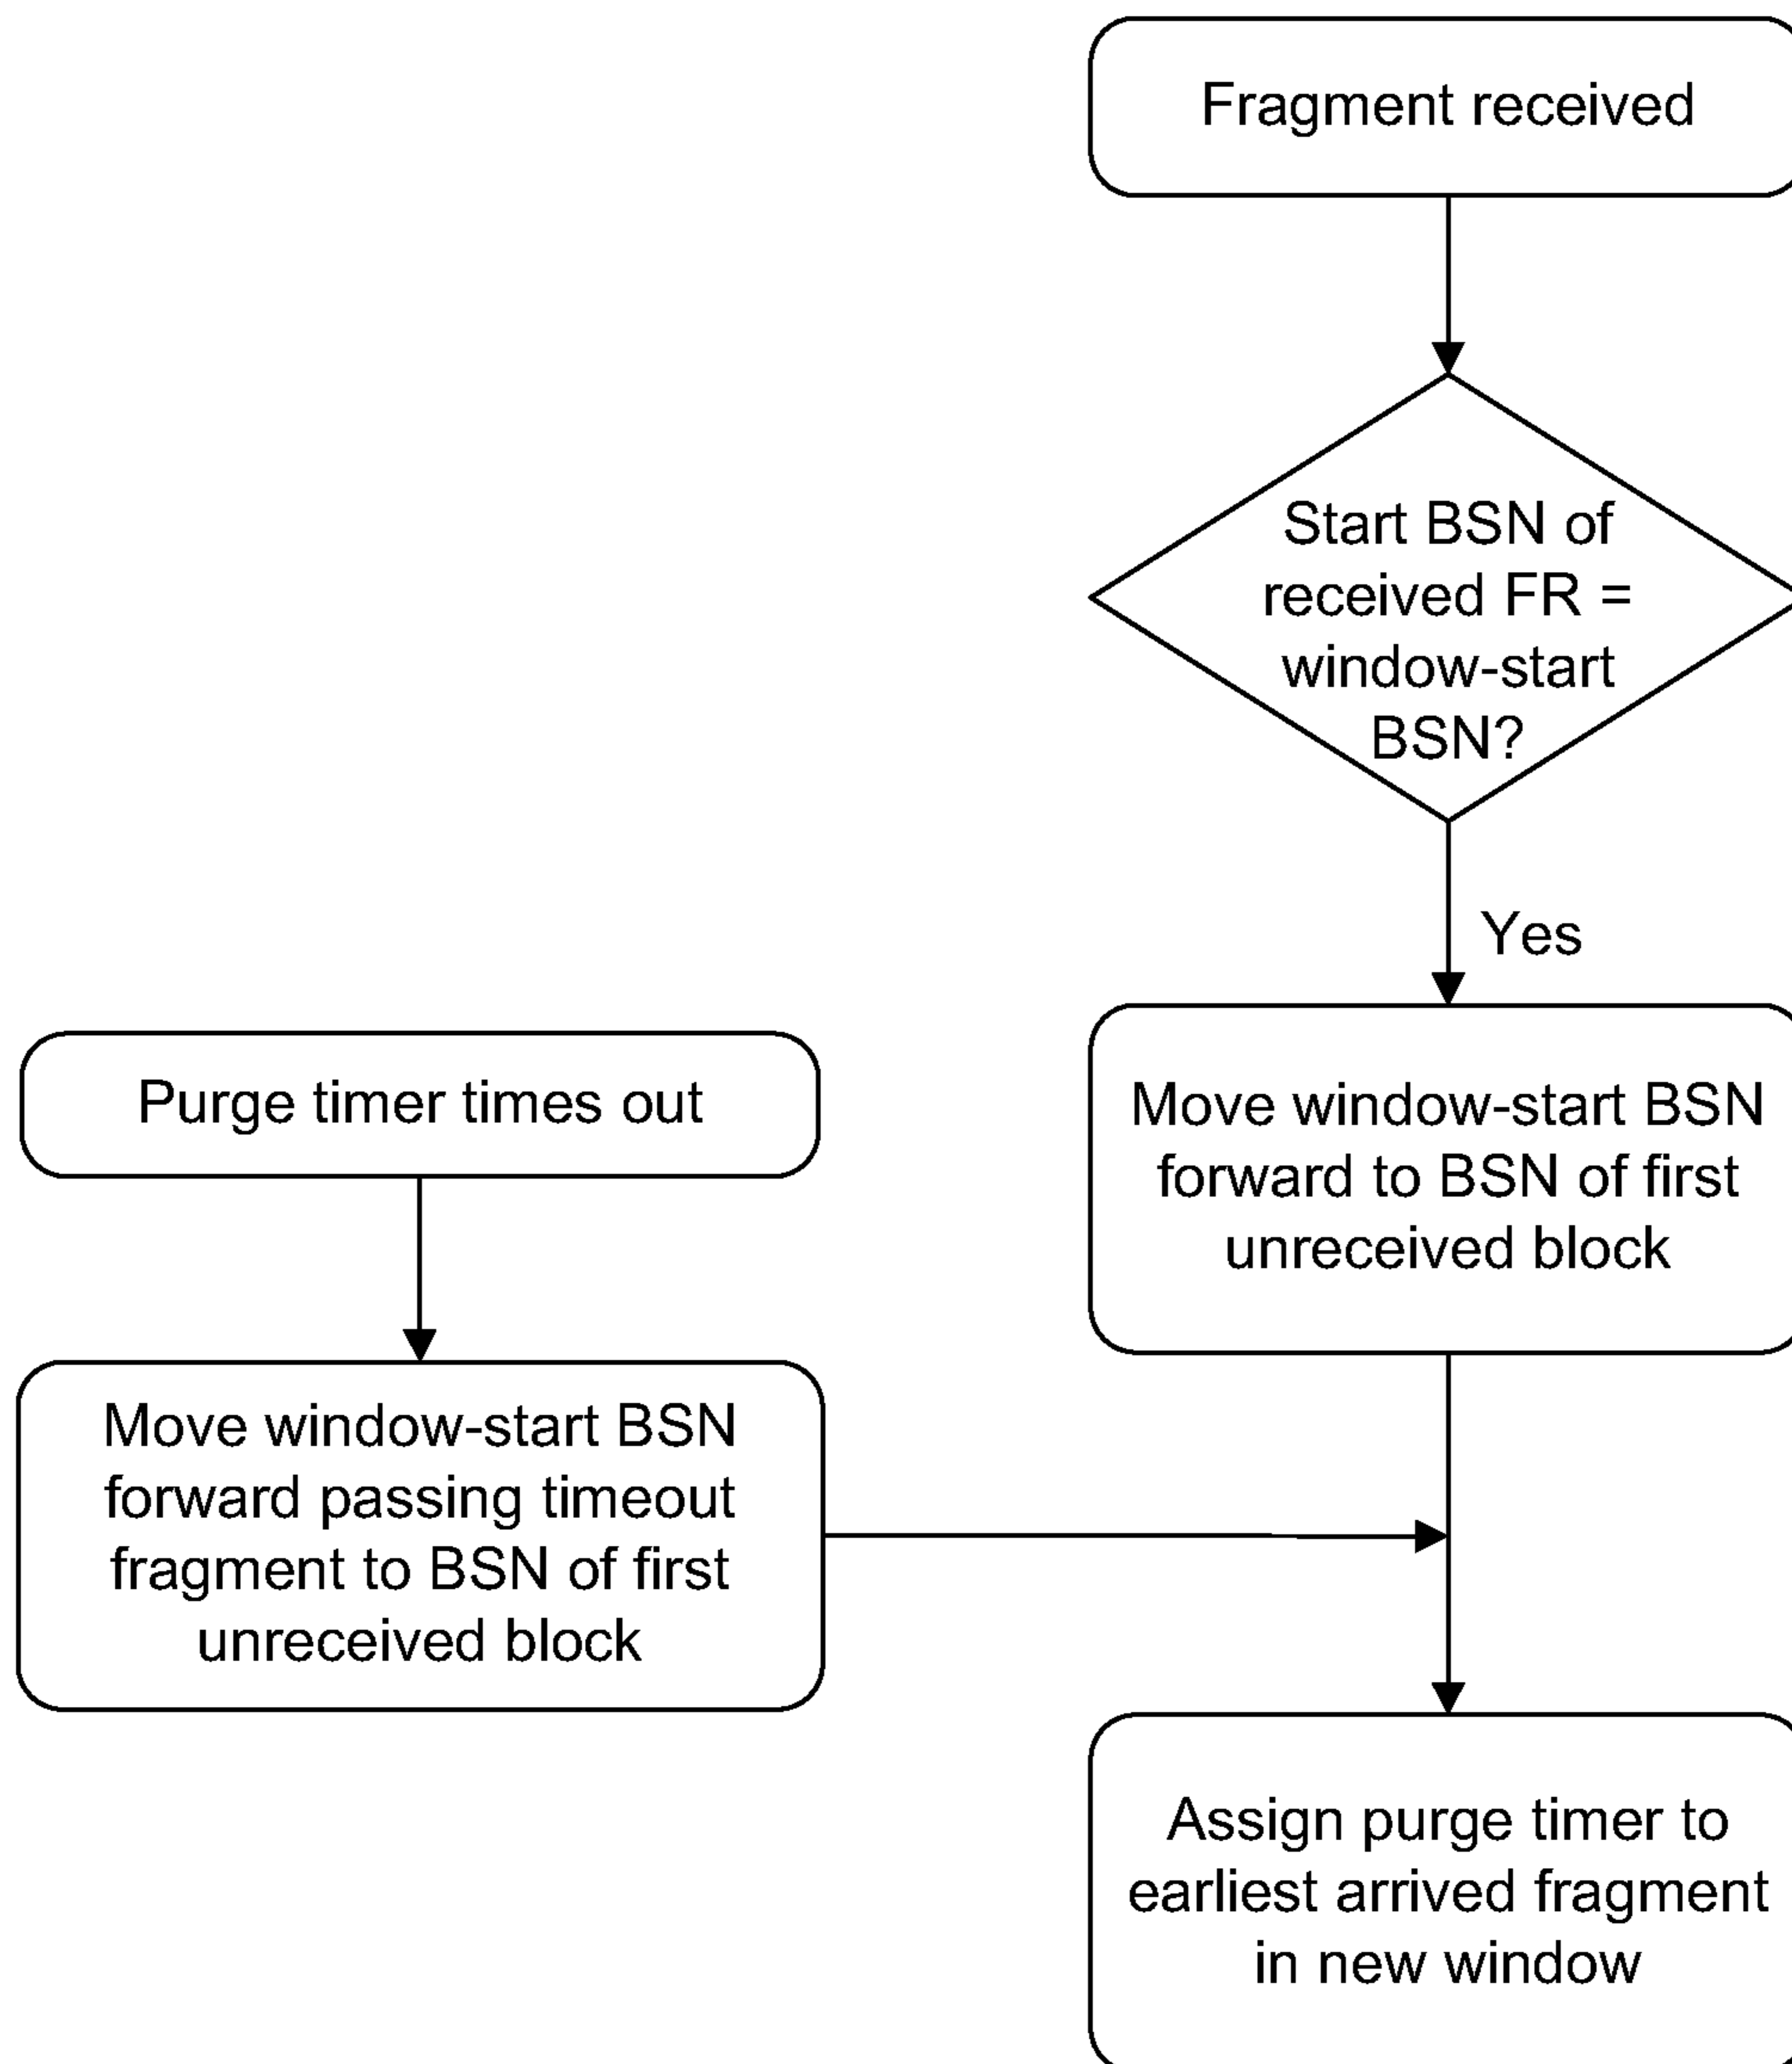 Fragment received
Start BSN of
received FR =
window-start
BSN?
Yes
Purge timer times out
Move window-start BSN
forward to BSN of first
unreceived block
Move window-start BSN
forward passing timeout
fragment to BSN of first
unreceived block
Assign purge timer to
earliest arrived fragment
in new window